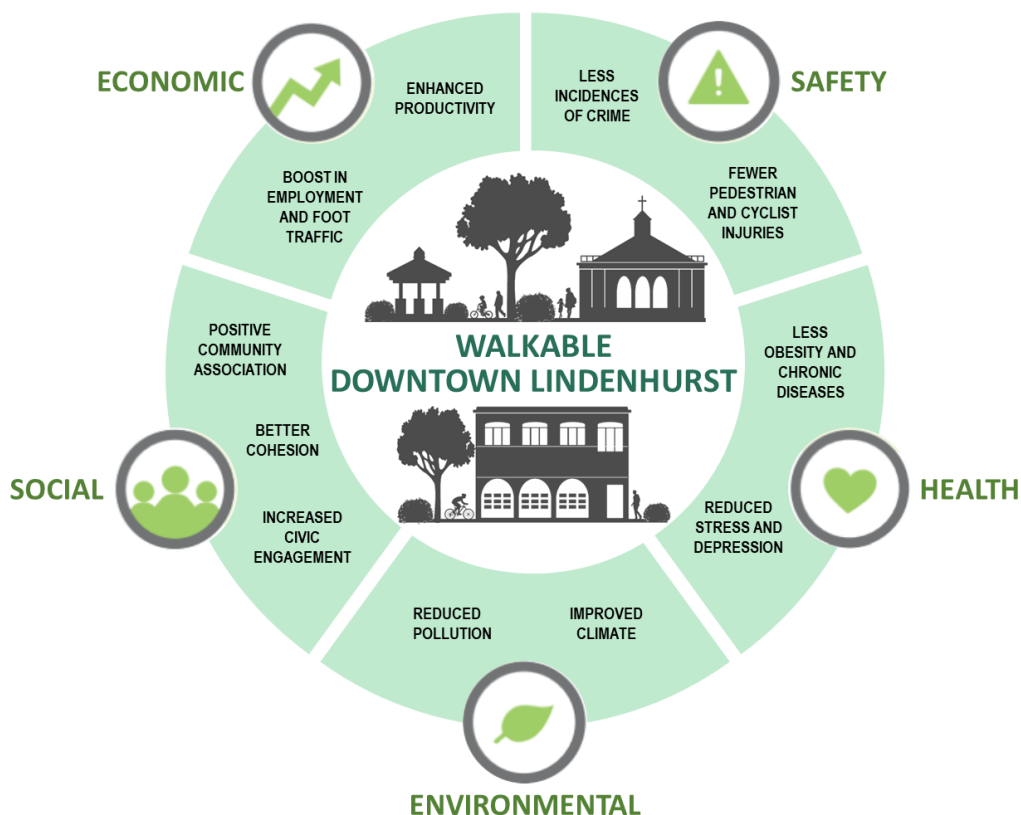 ECONOMIC
ENHANCED
PRODUCTIVITY
BOOST IN
EMPLOYMENT
AND FOOT
TRAFFIC
SAFETY
LESS
INCIDENCES
OF CRIME
FEWER
PEDESTRIAN
AND CYCLIST
INJURIES
WALKABLE
DOWNTOWN LINDENHURST
HEALTH
LESS
OBESITY AND
CHRONIC
DISEASES
REDUCED
STRESS AND
DEPRESSION
SOCIAL
POSITIVE
COMMUNITY
ASSOCIATION
BETTER
COHESION
INCREASED
CIVIC
ENGAGEMENT
REDUCED
POLLUTION
IMPROVED
CLIMATE
ENVIRONMENTAL